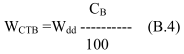 C_B
W_CTB =W_dd ---------- (B.4)
100